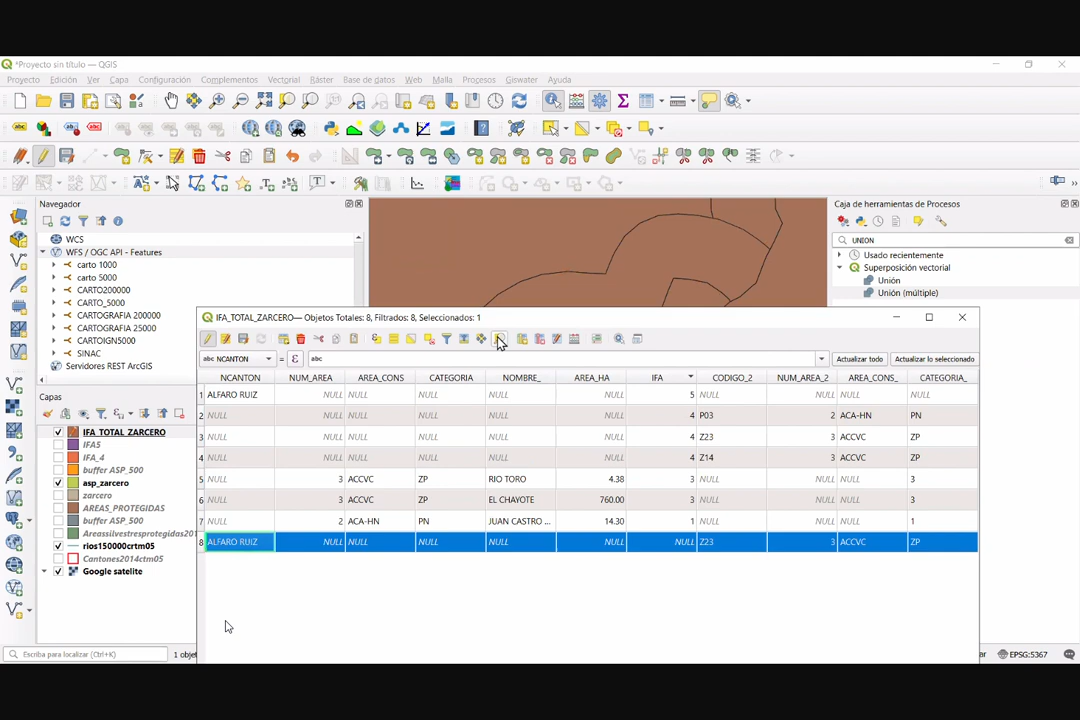 *Proyecto sin título — QGIS
Proyecto Edición Ver Capa Configuración Complementos Vectorial Ráster Base de datos Web Malla Procesos Giswater Ayuda
Navegador
WCS
WFS / OGC API - Features
carto 1000
carto 5000
CARTO200000
CARTO_5000
CARTOGRAFIA 200000
CARTOGRAFIA 25000
CARTOIGN5000
SINAC
Servidores REST ArcGIS
Capas
IFA_TOTAL_ZARCERO
IFA5
IFA_4
buffer ASP_500
asp_zarcero
zarcero
AREAS_PROTEGIDAS
buffer ASP_500
Areassilvestresprotegidas201
rios150000crtm05
Cantones2014ctm05
Google satelite
Caja de herramientas de Procesos
UNION
Usado recientemente
Superposición vectorial
Unión
Unión (múltiple)
IFA_TOTAL_ZARCERO— Objetos Totales: 8, Filtrados: 8, Seleccionados: 1
abc NCANTON = ε abc Actualizar todo Actualizar lo seleccionado
NCANTON NUM_AREA AREA_CONS CATEGORIA NOMBRE_ AREA_HA IFA CODIGO_2 NUM_AREA_2 AREA_CONS_ CATEGORIA_
1 ALFARO RUIZ NULL NULL NULL NULL NULL 5 NULL NULL NULL NULL
2 NULL NULL NULL NULL NULL NULL 4 P03 2 ACA-HN PN
3 NULL NULL NULL NULL NULL NULL 4 Z23 3 ACCVC ZP
4 NULL NULL NULL NULL NULL NULL 4 Z14 3 ACCVC ZP
5 NULL 3 ACCVC ZP RIO TORO 4.38 3 NULL NULL NULL 3
6 NULL 3 ACCVC ZP EL CHAYOTE 760.00 3 NULL NULL NULL 3
7 NULL 2 ACA-HN PN JUAN CASTRO ... 14.30 1 NULL NULL NULL 1
8 ALFARO RUIZ NULL NULL NULL NULL NULL NULL Z23 3 ACCVC ZP
Escriba para localizar (Ctrl+K) 1 objet ar EPSG:5367